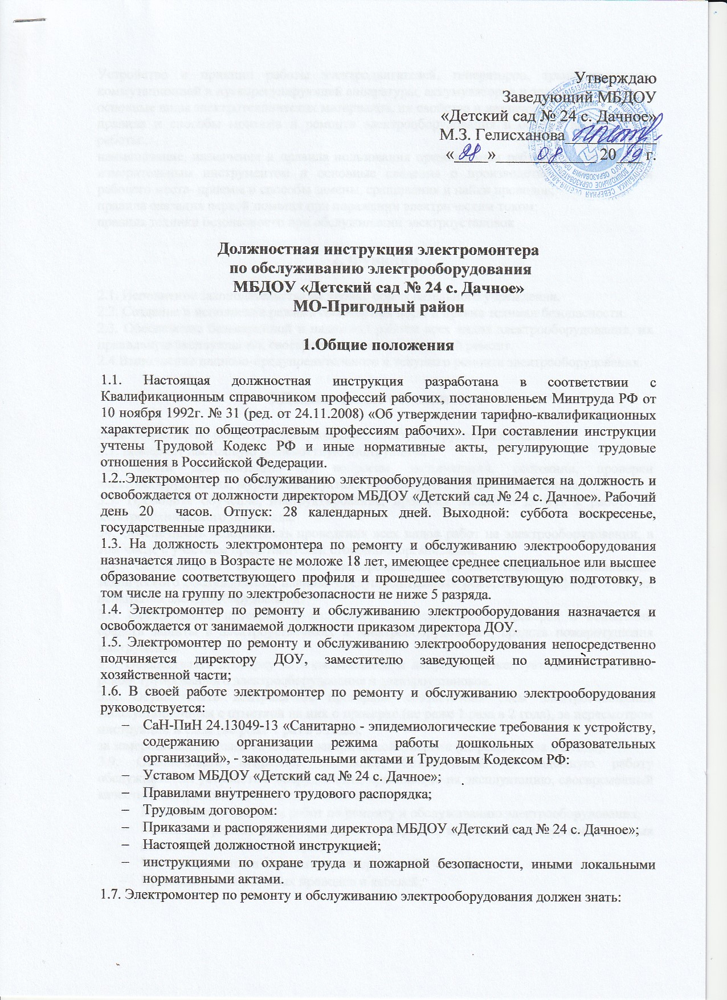 Утверждаю
Заведующий МБДОУ
«Детский сад № 24 с. Дачное»
М.З. Гелисханова
«28» 08 2019 г.
Должностная инструкция электромонтера
по обслуживанию электрооборудования
МБДОУ «Детский сад № 24 с. Дачное»
МО-Пригодный район
1.Общие положения
1.1. Настоящая должностная инструкция разработана в соответствии с
Квалификационным справочником профессий рабочих, постановленьем Минтруда РФ от
10 ноября 1992г. № 31 (ред. от 24.11.2008) «Об утверждении тарифно-квалификационных
характеристик по общеотраслевым профессиям рабочих». При составлении инструкции
учтены Трудовой Кодекс РФ и иные нормативные акты, регулирующие трудовые
отношения в Российской Федерации.
1.2..Электромонтер по обслуживанию электрооборудования принимается на должность и
освобождается от должности директором МБДОУ «Детский сад № 24 с. Дачное». Рабочий
день 20 часов. Отпуск: 28 календарных дней. Выходной: суббота воскресенье,
государственные праздники.
1.3. На должность электромонтера по ремонту и обслуживанию электрооборудования
назначается лицо в Возрасте не моложе 18 лет, имеющее среднее специальное или высшее
образование соответствующего профиля и прошедшее соответствующую подготовку, в
том числе на группу по электробезопасности не ниже 5 разряда.
1.4. Электромонтер по ремонту и обслуживанию электрооборудования назначается и
освобождается от занимаемой должности приказом директора ДОУ.
1.5. Электромонтер по ремонту и обслуживанию электрооборудования непосредственно
подчиняется директору ДОУ, заместителю заведующей по административно-
хозяйственной части;
1.6. В своей работе электромонтер по ремонту и обслуживанию электрооборудования
руководствуется:
– СаН-ПиН 24.13049-13 «Санитарно - эпидемиологические требования к устройству,
содержанию организации режима работы дошкольных образовательных
организаций», - законодательными актами и Трудовым Кодексом РФ:
– Уставом МБДОУ «Детский сад № 24 с. Дачное»;
– Правилами внутреннего трудового распорядка;
– Трудовым договором:
– Приказами и распоряжениями директора МБДОУ «Детский сад № 24 с. Дачное»;
– Настоящей должностной инструкцией;
– инструкциями по охране труда и пожарной безопасности, иными локальными
нормативными актами.
1.7. Электромонтер по ремонту и обслуживанию электрооборудования должен знать: